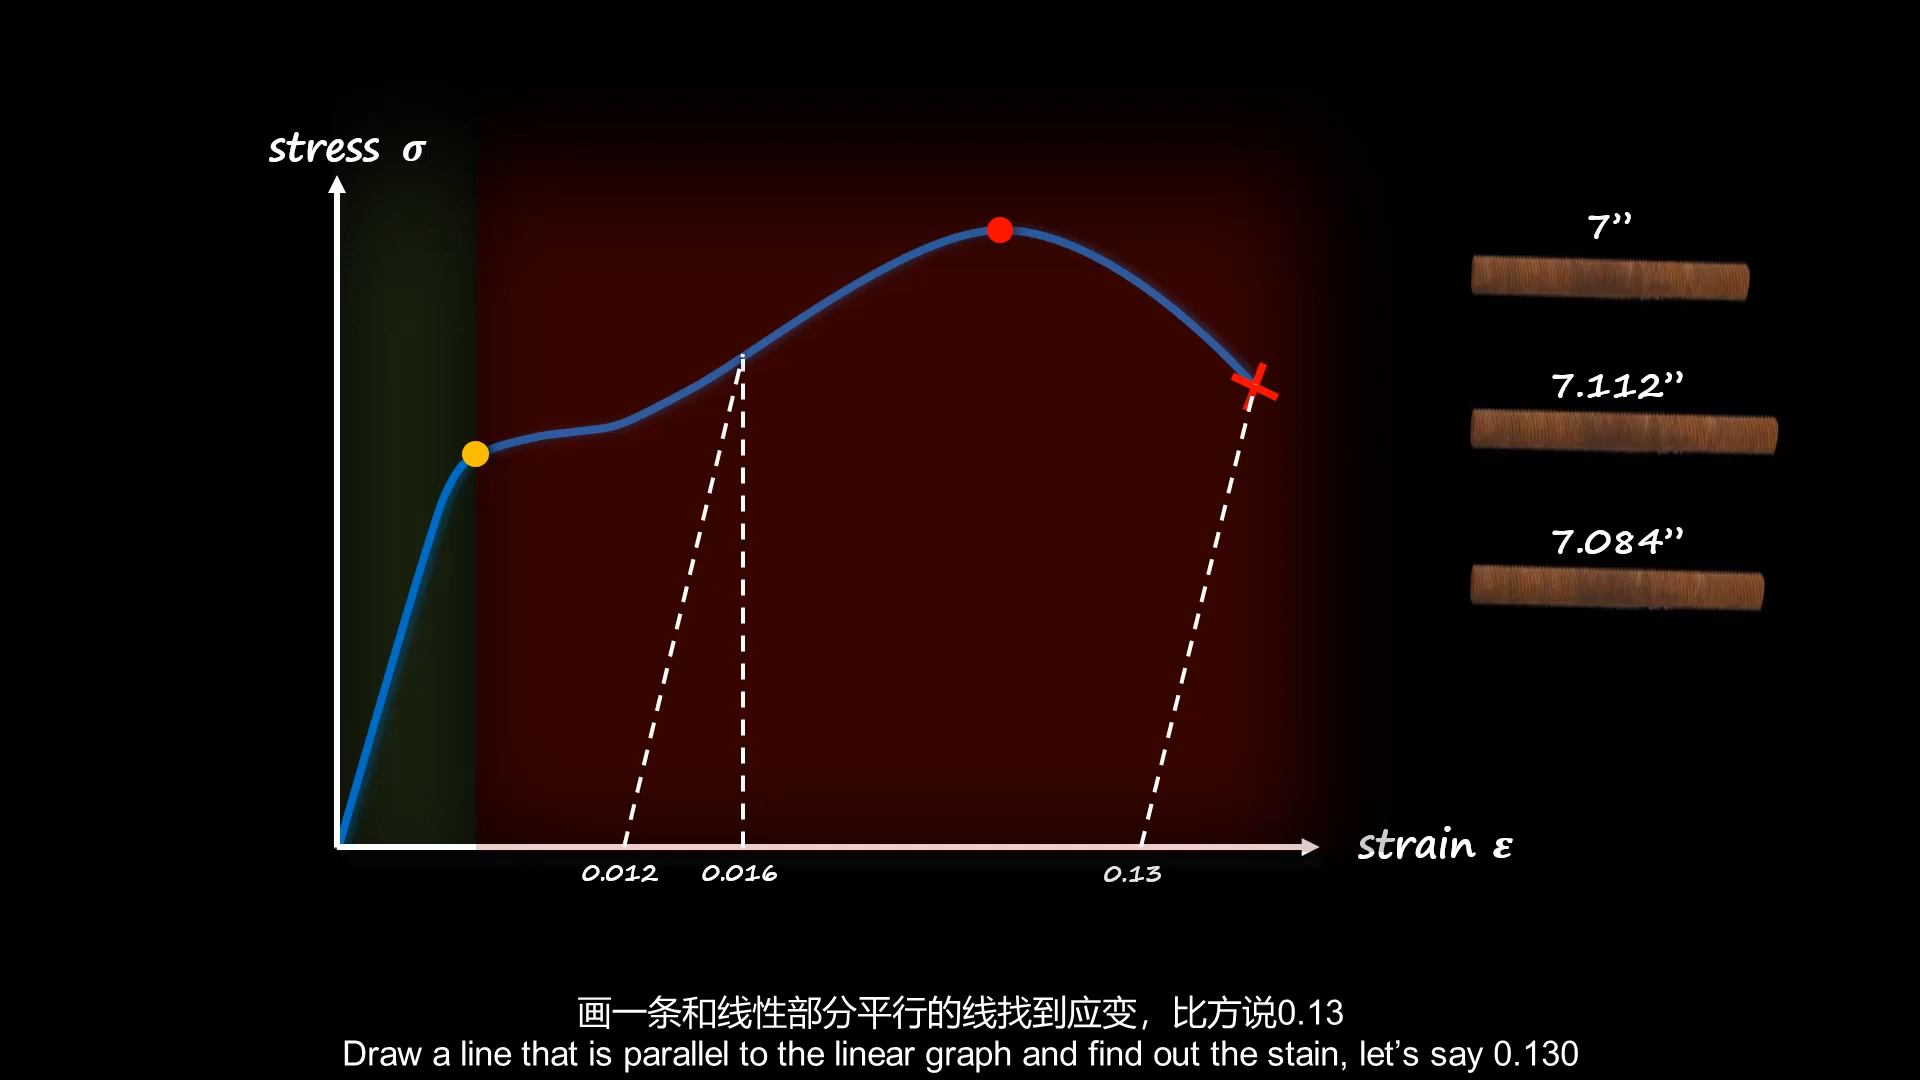 stress σ
7”
7.112”
7.084”
strain ε
0.012
0.016
0.13
画一条和线性部分平行的线找到应变，比方说0.13
Draw a line that is parallel to the linear graph and find out the stain, let’s say 0.130